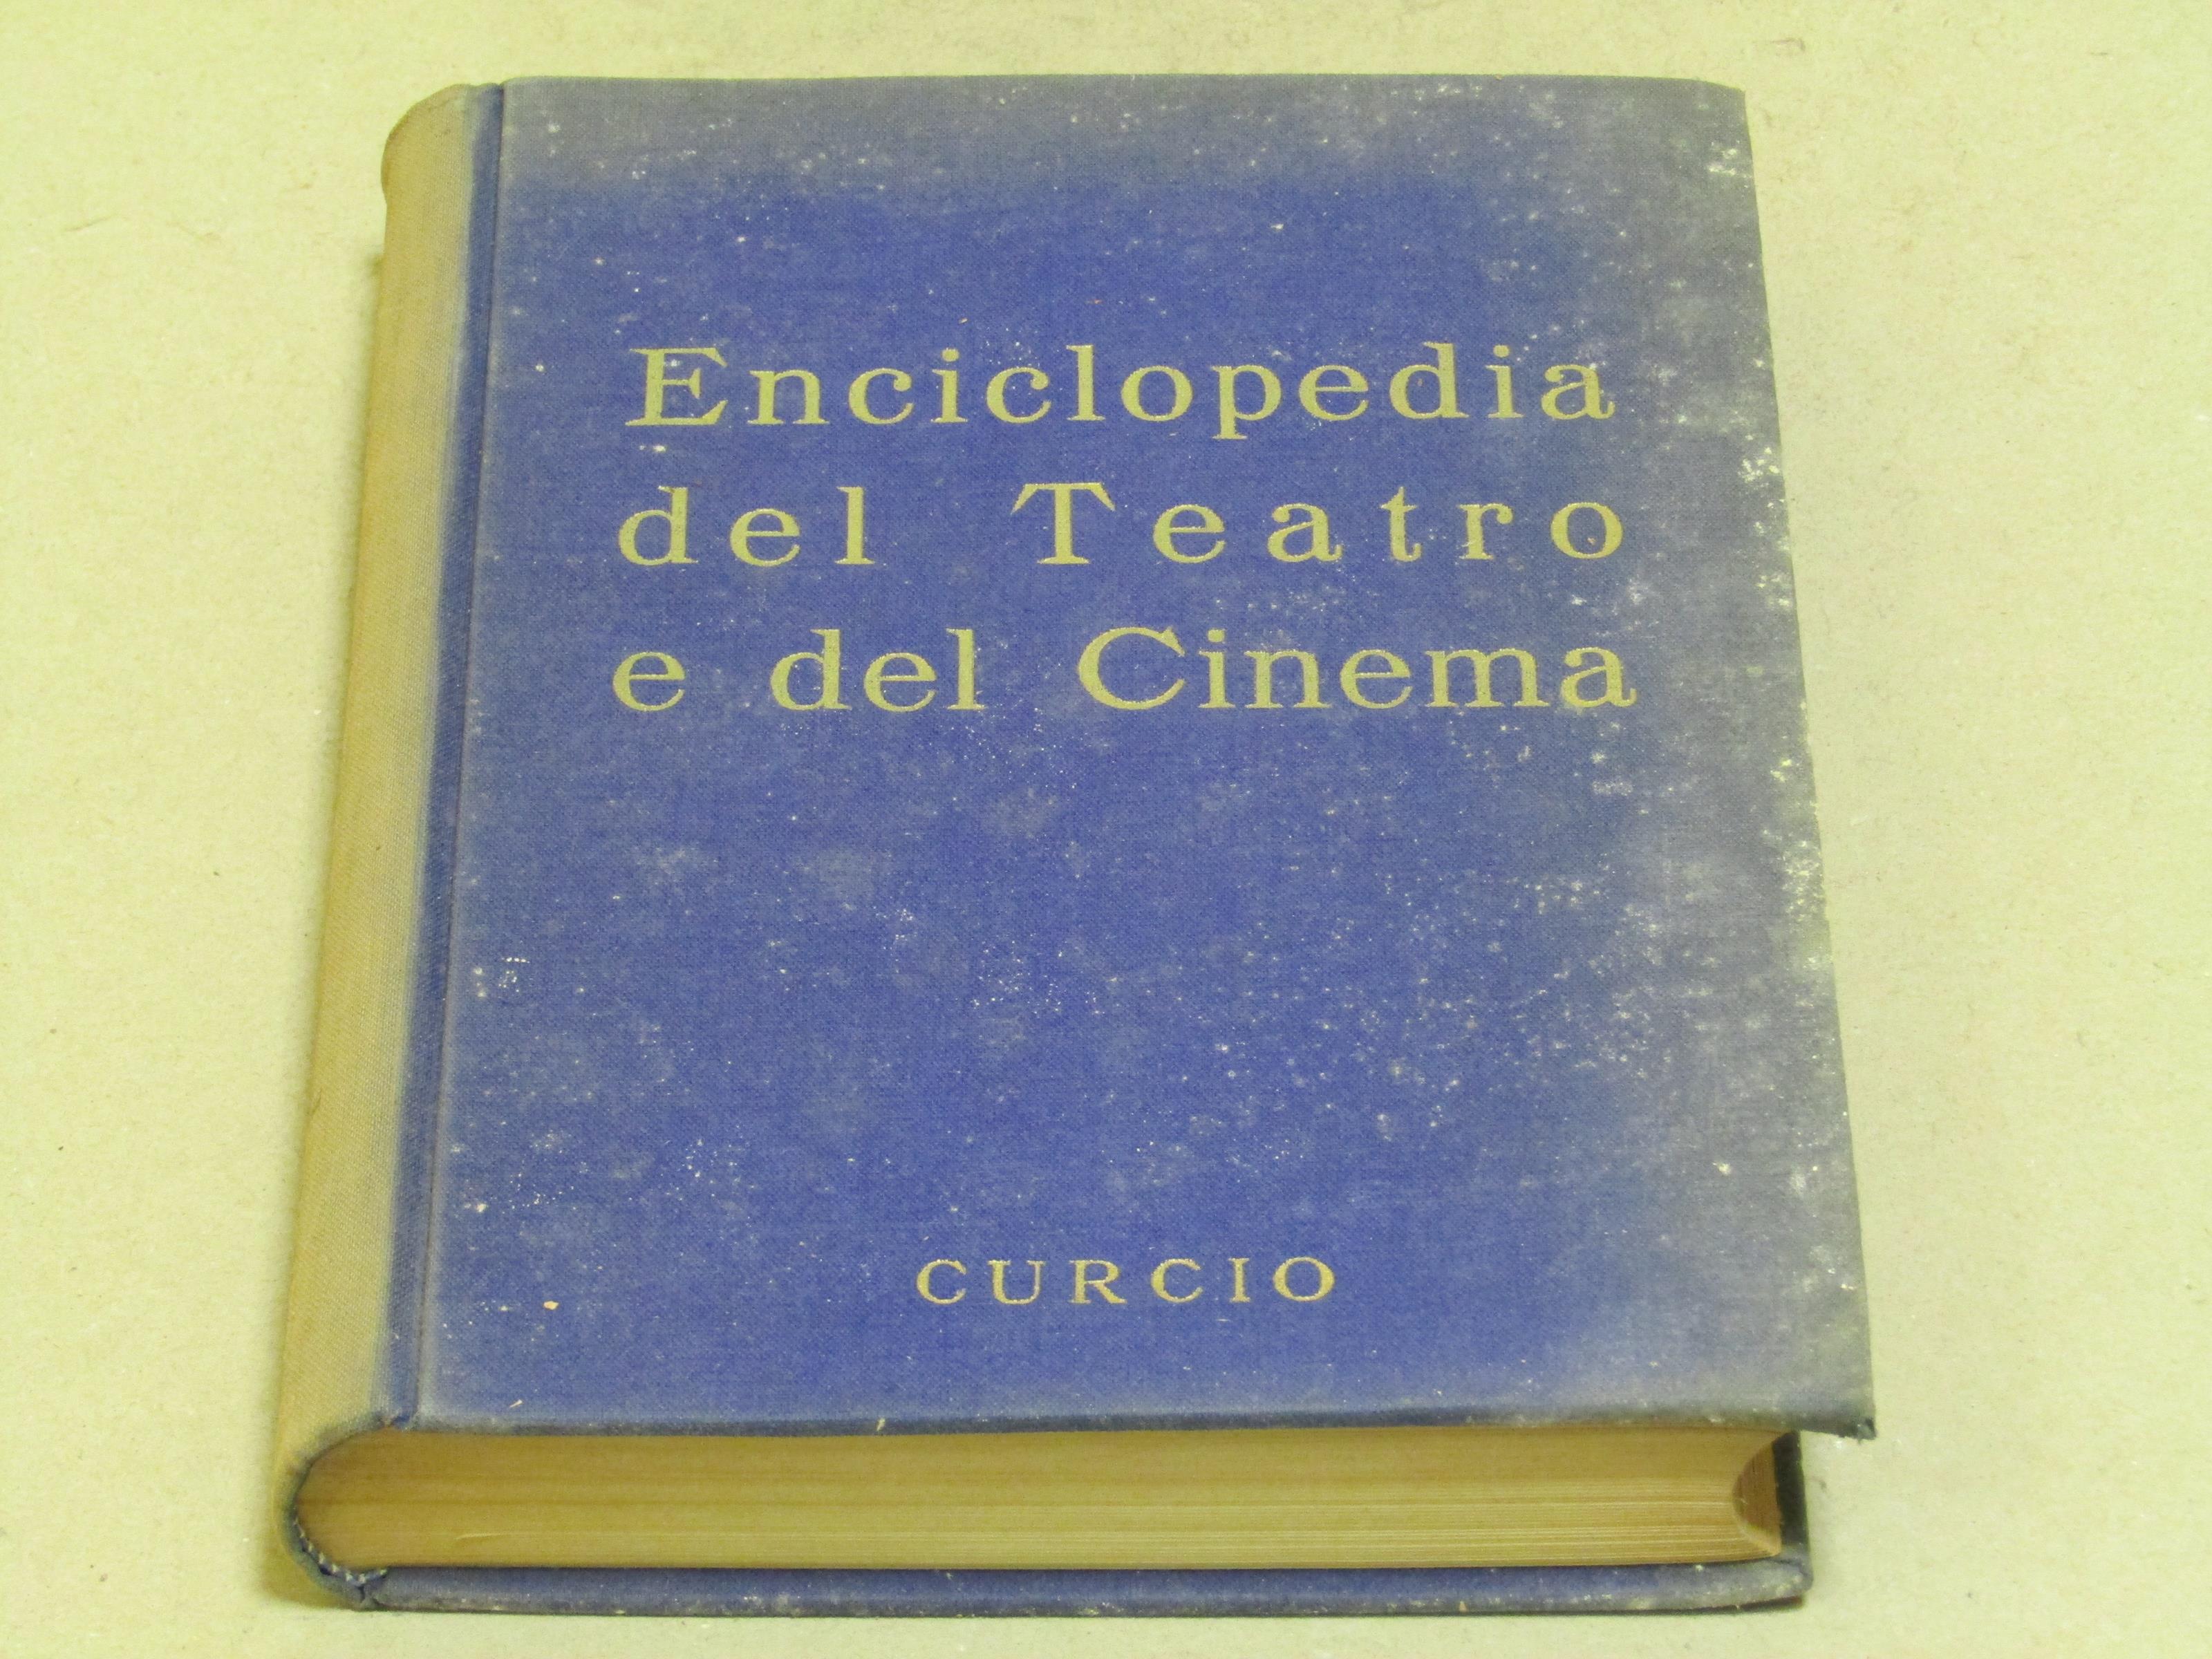 Enciclopedia
del Teatro
e del Cinema
CURCIO